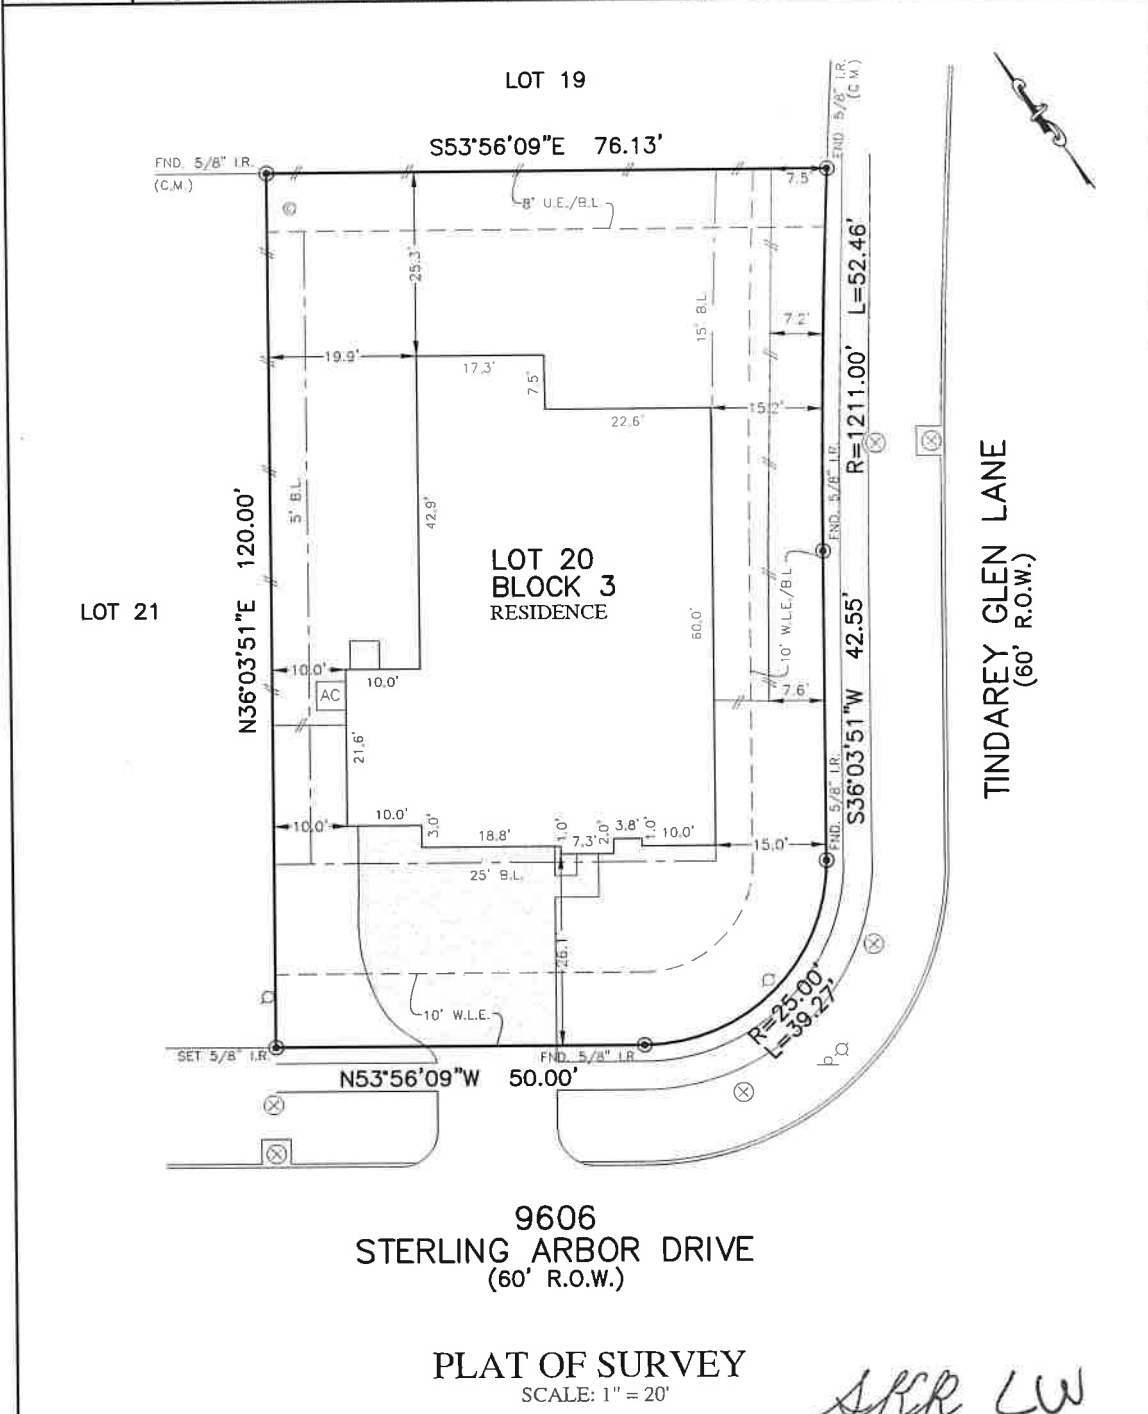 LOT 19
S53°56'09"E 76.13'
FND. 5/8" I.R.
(C.M.)
FND. 5/8" I.R.
(C.M.)
7.5'
8' U.E./B.L.
©
25.3'
15' B.L.
7.2'
R=1211.00' L=52.46'
19.9'
17.3'
7.5'
22.6'
15.2'
5' B.L.
42.9'
FND. 5/8" I.R.
N36°03'51"E 120.00'
LOT 20
BLOCK 3
RESIDENCE
LOT 21
60.0'
10' W.L.E./B.L.
S36°03'51"W 42.55'
TINDAREY GLEN LANE
(60' R.O.W.)
10.0'
10.0'
AC
7.6'
21.6'
FND. 5/8" I.R.
10.0'
10.0'
3.0'
18.8'
1.0'
7.3'
2.0'
3.8'
1.0'
10.0'
15.0'
25' B.L.
26.1'
10' W.L.E.
R=25.00'
L=39.27'
SET 5/8" I.R.
FND. 5/8" I.R.
N53°56'09"W 50.00'
9606
STERLING ARBOR DRIVE
(60' R.O.W.)
PLAT OF SURVEY
SCALE: 1" = 20'
LW